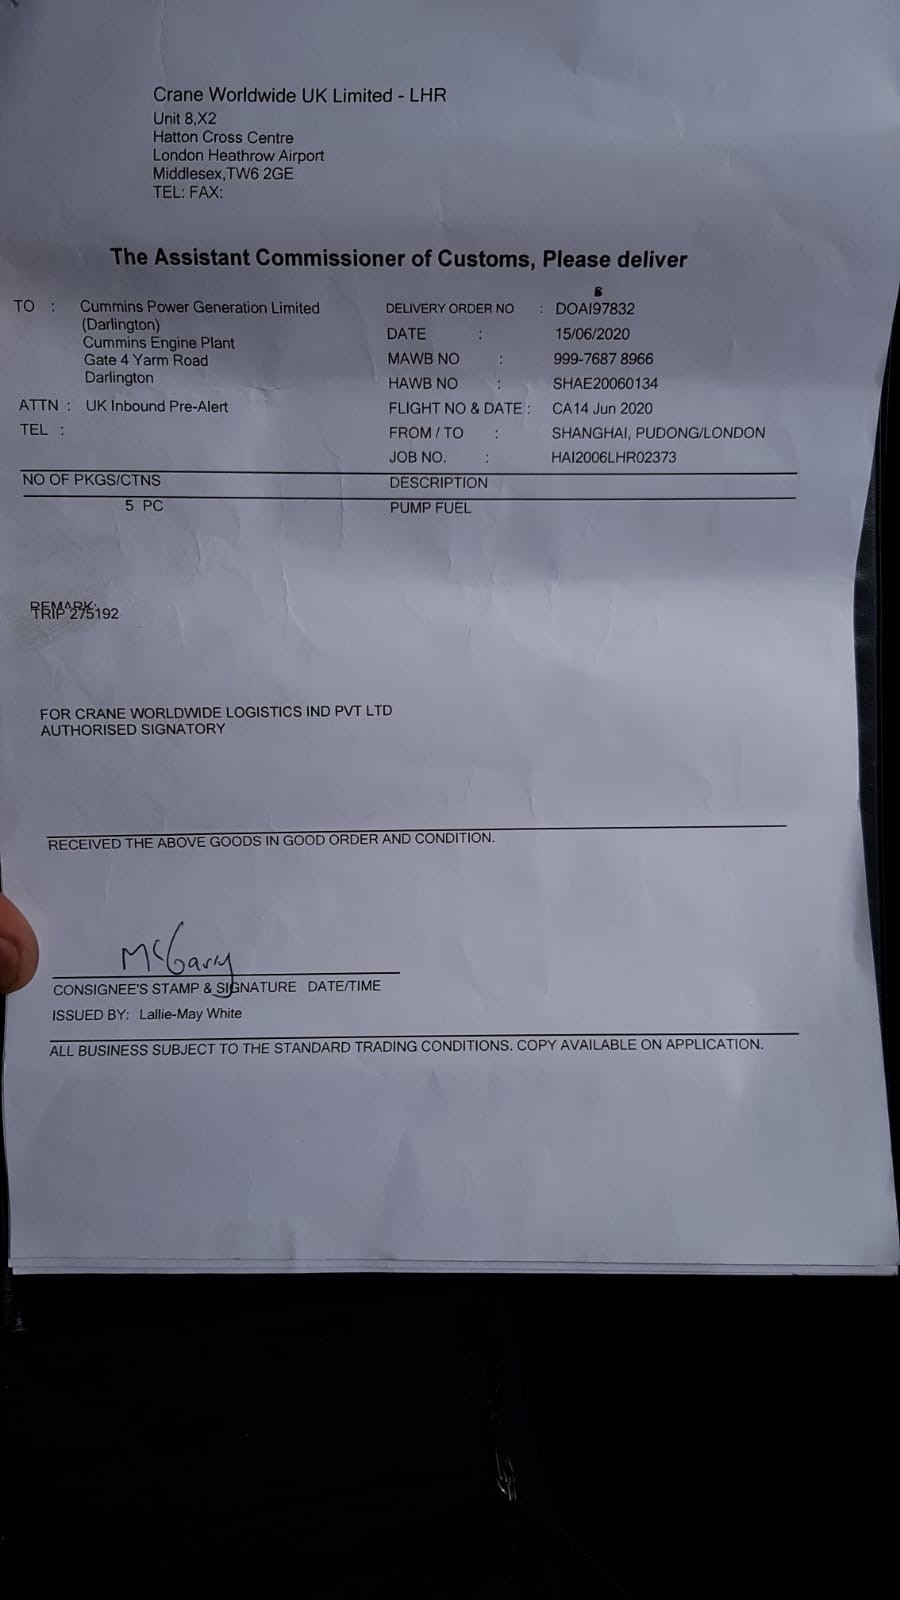 Crane Worldwide UK Limited - LHR
Unit 8,X2
Hatton Cross Centre
London Heathrow Airport
Middlesex,TW6 2GE
TEL: FAX:
The Assistant Commissioner of Customs, Please deliver
TO : Cummins Power Generation Limited
(Darlington)
Cummins Engine Plant
Gate 4 Yarm Road
Darlington
ATTN : UK Inbound Pre-Alert
TEL :
DELIVERY ORDER NO : DOAI97832
DATE : 15/06/2020
MAWB NO : 999-7687 8966
HAWB NO : SHAE20060134
FLIGHT NO & DATE : CA14 Jun 2020
FROM / TO : SHANGHAI, PUDONG/LONDON
JOB NO. : HAI2006LHR02373
NO OF PKGS/CTNS DESCRIPTION
5 PC PUMP FUEL
REMARK:
TRIP 275192
FOR CRANE WORLDWIDE LOGISTICS IND PVT LTD
AUTHORISED SIGNATORY
RECEIVED THE ABOVE GOODS IN GOOD ORDER AND CONDITION.
McGarry
CONSIGNEE'S STAMP & SIGNATURE DATE/TIME
ISSUED BY: Lallie-May White
ALL BUSINESS SUBJECT TO THE STANDARD TRADING CONDITIONS. COPY AVAILABLE ON APPLICATION.